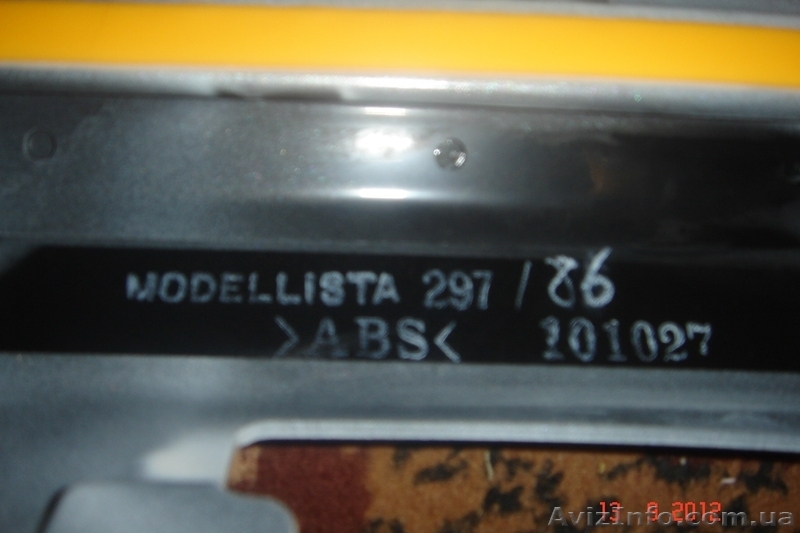 MODELLISTA 297 / 86
>ABS< 101027
13 9.2012
AvizInfo.com.ua